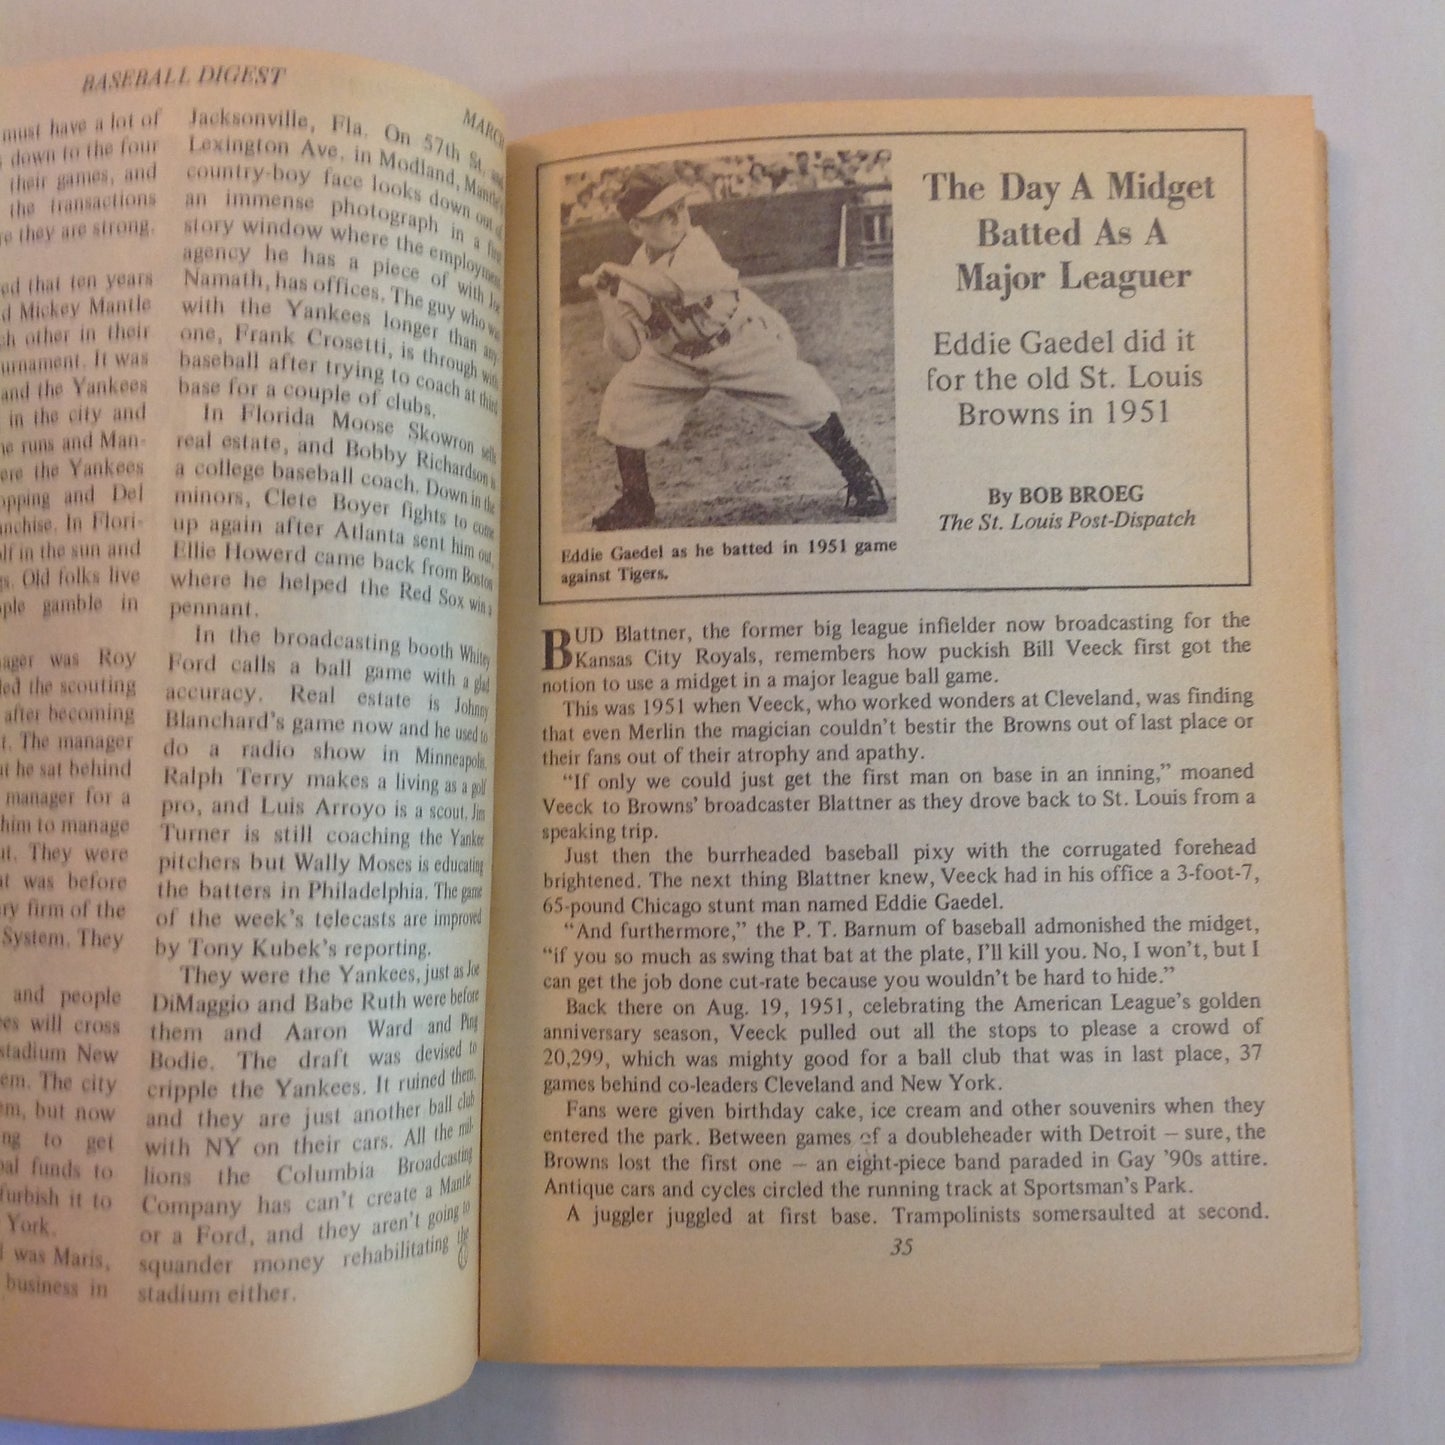 BASEBALL DIGEST
MARCH
must have a lot of
down to the four
their games, and
the transactions
they are strong.
ed that ten years
d Mickey Mantle
ch other in their
urnament. It was
and the Yankees
in the city and
ne runs and Man-
ere the Yankees
opping and Del
anchise. In Flori-
lf in the sun and
gs. Old folks live
ople gamble in
nager was Roy
led the scouting
after becoming
t. The manager
at he sat behind
manager for a
him to manage
ut. They were
at was before
ry firm of the
System. They
and people
ees will cross
stadium New
em. The city
em, but now
ng to get
pal funds to
furbish it to
York.
l was Maris,
business in
Jacksonville, Fla. On 57th St. and
Lexington Ave. in Modland, Mantle's
country-boy face looks down out of
an immense photograph in a first
story window where the employment
agency he has a piece of with Joe
Namath, has offices. The guy who was
with the Yankees longer than any
one, Frank Crosetti, is through with
baseball after trying to coach at third
base for a couple of clubs.
In Florida Moose Skowron sells
real estate, and Bobby Richardson is
a college baseball coach. Down in the
minors, Clete Boyer fights to come
up again after Atlanta sent him out,
Ellie Howerd came back from Boston
where he helped the Red Sox win a
pennant.
In the broadcasting booth Whitey
Ford calls a ball game with a glad
accuracy. Real estate is Johnny
Blanchard's game now and he used to
do a radio show in Minneapolis.
Ralph Terry makes a living as a golf
pro, and Luis Arroyo is a scout. Jim
Turner is still coaching the Yankee
pitchers but Wally Moses is educating
the batters in Philadelphia. The game
of the week's telecasts are improved
by Tony Kubek's reporting.
They were the Yankees, just as Joe
DiMaggio and Babe Ruth were before
them and Aaron Ward and Ping
Bodie. The draft was devised to
cripple the Yankees. It ruined them,
and they are just another ball club
with NY on their cars. All the mil-
lions the Columbia Broadcasting
Company has can't create a Mantle
or a Ford, and they aren't going to
squander money rehabilitating the
stadium either.
The Day A Midget
Batted As A
Major Leaguer
Eddie Gaedel did it
for the old St. Louis
Browns in 1951
By BOB BROEG
The St. Louis Post-Dispatch
Eddie Gaedel as he batted in 1951 game
against Tigers.
BUD Blattner, the former big league infielder now broadcasting for the
Kansas City Royals, remembers how puckish Bill Veeck first got the
notion to use a midget in a major league ball game.
This was 1951 when Veeck, who worked wonders at Cleveland, was finding
that even Merlin the magician couldn't bestir the Browns out of last place or
their fans out of their atrophy and apathy.
"If only we could just get the first man on base in an inning," moaned
Veeck to Browns' broadcaster Blattner as they drove back to St. Louis from a
speaking trip.
Just then the burrheaded baseball pixy with the corrugated forehead
brightened. The next thing Blattner knew, Veeck had in his office a 3-foot-7,
65-pound Chicago stunt man named Eddie Gaedel.
"And furthermore," the P. T. Barnum of baseball admonished the midget,
"if you so much as swing that bat at the plate, I'll kill you. No, I won't, but I
can get the job done cut-rate because you wouldn't be hard to hide."
Back there on Aug. 19, 1951, celebrating the American League's golden
anniversary season, Veeck pulled out all the stops to please a crowd of
20,299, which was mighty good for a ball club that was in last place, 37
games behind co-leaders Cleveland and New York.
Fans were given birthday cake, ice cream and other souvenirs when they
entered the park. Between games of a doubleheader with Detroit – sure, the
Browns lost the first one – an eight-piece band paraded in Gay '90s attire.
Antique cars and cycles circled the running track at Sportsman's Park.
A juggler juggled at first base. Trampolinists somersaulted at second.
35